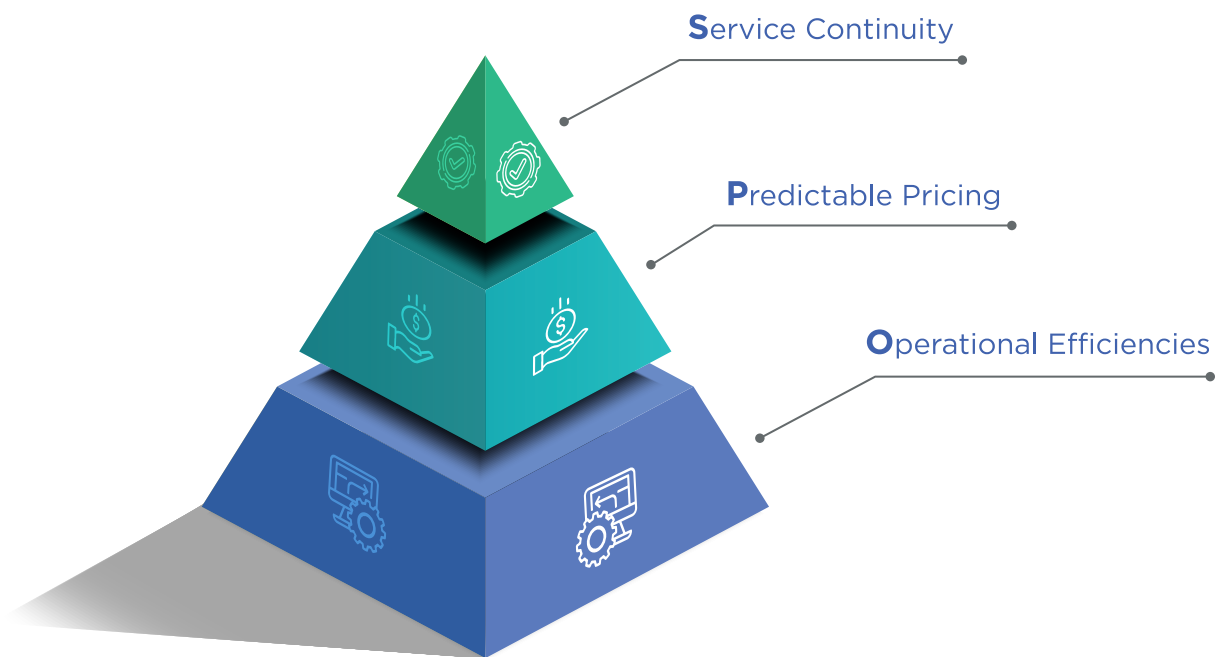 Service Continuity
Predictable Pricing
Operational Efficiencies
$
$